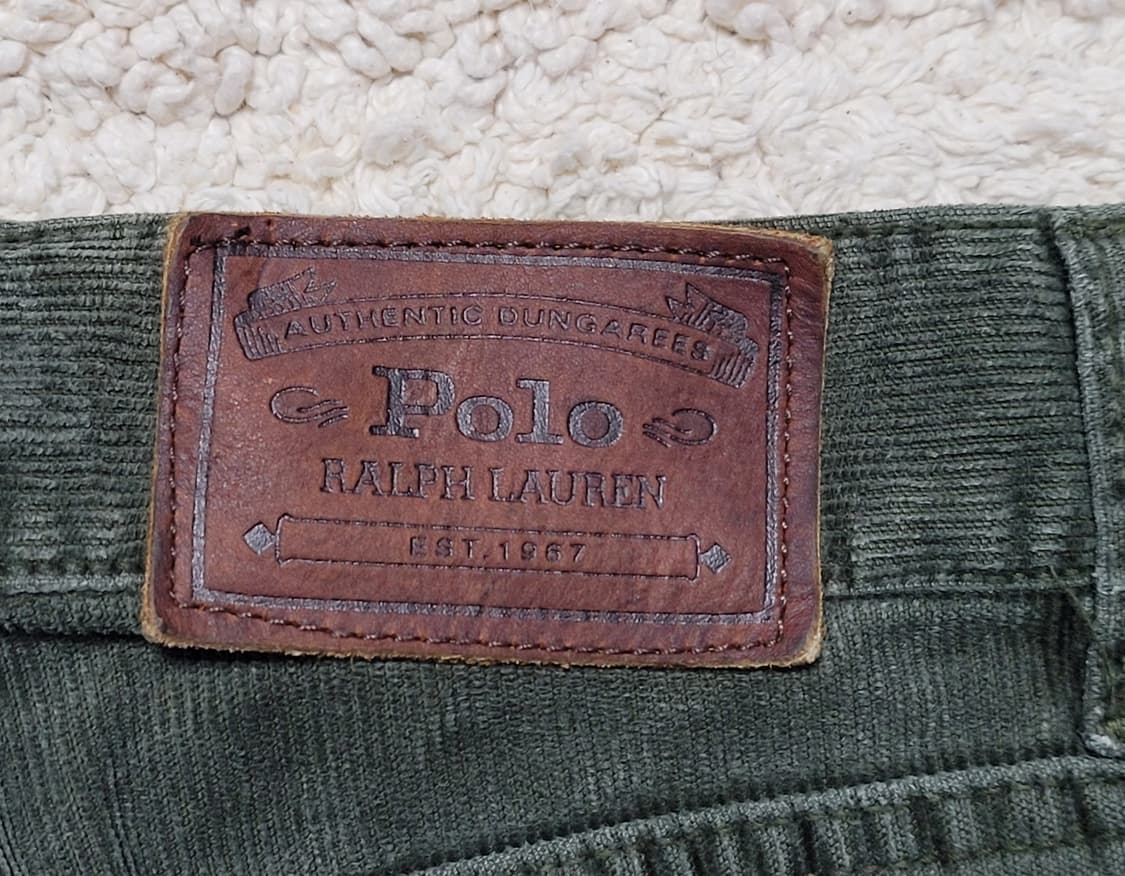 AUTHENTIC DUNGAREES
Polo
RALPH LAUREN
EST. 1967